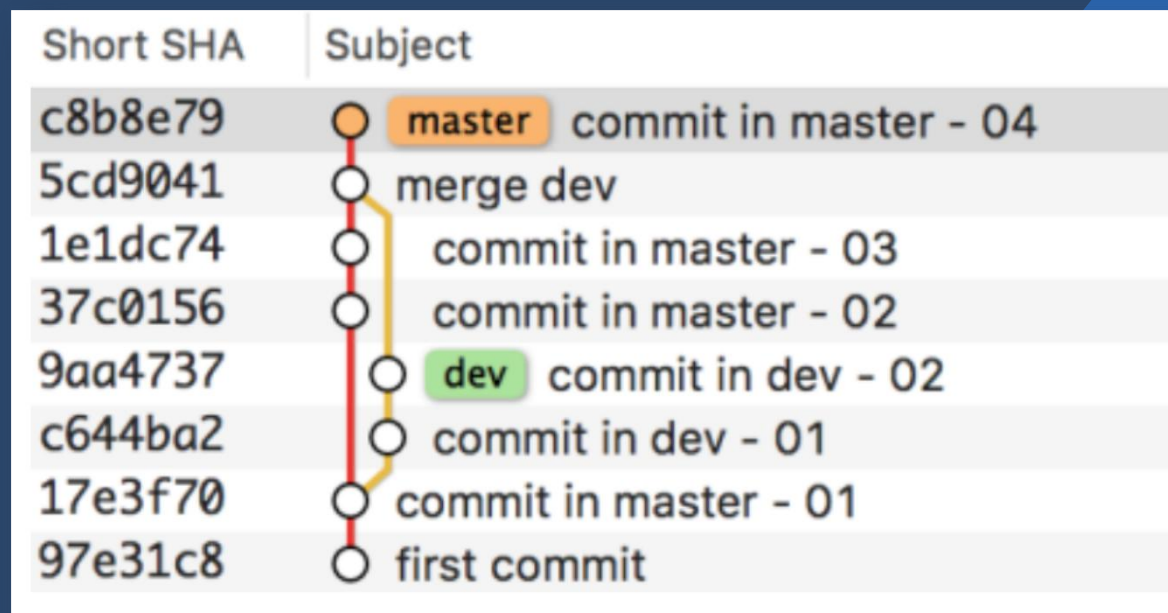 Short SHA Subject
c8b8e79 master commit in master - 04
5cd9041 merge dev
1e1dc74 commit in master - 03
37c0156 commit in master - 02
9aa4737 dev commit in dev - 02
c644ba2 commit in dev - 01
17e3f70 commit in master - 01
97e31c8 first commit